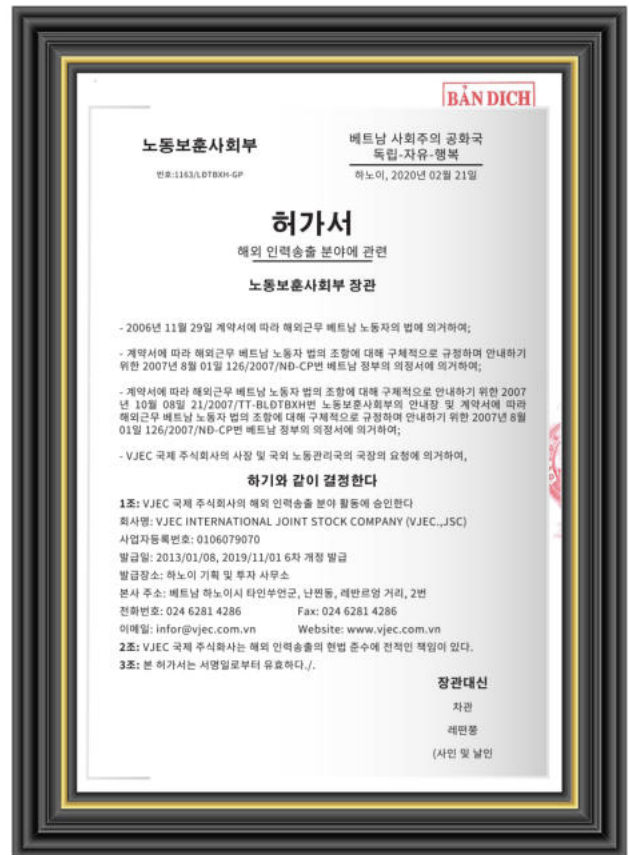 BẢN DỊCH
노동보훈사회부
번호:1163/LDTBXH-GP
베트남 사회주의 공화국
독립-자유-행복
하노이, 2020년 02월 21일
허가서
해외 인력송출 분야에 관련
노동보훈사회부 장관
- 2006년 11월 29일 계약서에 따라 해외근무 베트남 노동자의 법에 의거하여;
- 계약서에 따라 해외근무 베트남 노동자 법의 조항에 대해 구체적으로 규정하며 안내하기
위한 2007년 8월 01일 126/2007/NĐ-CP번 베트남 정부의 의정서에 의거하여;
- 계약서에 따라 해외근무 베트남 노동자 법의 조항에 대해 구체적으로 안내하기 위한 2007
년 10월 08일 21/2007/TT-BLĐTBXH번 노동보훈사회부의 안내장 및 계약서에 따라
해외근무 베트남 노동자 법의 조항에 대해 구체적으로 규정하며 안내하기 위한 2007년 8월
01일 126/2007/NĐ-CP번 베트남 정부의 의정서에 의거하여;
- VJEC 국제 주식회사의 사장 및 국외 노동관리국의 국장의 요청에 의거하여,
하기와 같이 결정한다
1조: VJEC 국제 주식회사의 해외 인력송출 분야 활동에 승인한다
회사명: VJEC INTERNATIONAL JOINT STOCK COMPANY (VJEC.,JSC)
사업자등록번호: 0106079070
발급일: 2013/01/08, 2019/11/01 6차 개정 발급
발급장소: 하노이 기획 및 투자 사무소
본사 주소: 베트남 하노이시 타인쑤언군, 냔찐동, 레반르엉 거리, 2번
전화번호: 024 6281 4286 Fax: 024 6281 4286
이메일: infor@vjec.com.vn Website: www.vjec.com.vn
2조: VJEC 국제 주식회사는 해외 인력송출의 현법 준수에 전적인 책임이 있다.
3조: 본 허가서는 서명일로부터 유효하다./.
장관대신
차관
레떤쭝
(사인 및 날인